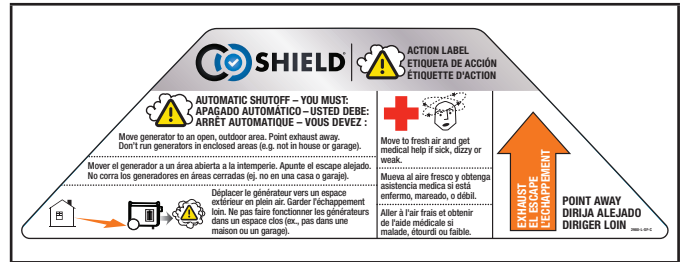 CO SHIELD®
ACTION LABEL
ETIQUETA DE ACCIÓN
ÉTIQUETTE D'ACTION
AUTOMATIC SHUTOFF – YOU MUST:
APAGADO AUTOMÁTICO – USTED DEBE:
ARRÊT AUTOMATIQUE – VOUS DEVEZ :
Move generator to an open, outdoor area. Point exhaust away.
Don't run generators in enclosed areas (e.g. not in house or garage).
Mover el generador a un área abierta a la intemperie. Apunte el escape alejado.
No corra los generadores en áreas cerradas (ej. no en una casa o garaje).
Déplacer le générateur vers un espace
extérieur en plein air. Garder l'échappement
loin. Ne pas faire fonctionner les générateurs
dans un espace clos (ex., pas dans une
maison ou un garage).
Move to fresh air and get
medical help if sick, dizzy or
weak.
Mueva al aire fresco y obtenga
asistencia medica si está
enfermo, mareado, o débil.
Aller à l'air frais et obtenir
de l'aide médicale si
malade, étourdi ou faible.
EXHAUST
EL ESCAPE
L'ECHAPPEMENT
POINT AWAY
DIRIJA ALEJADO
DIRIGER LOIN